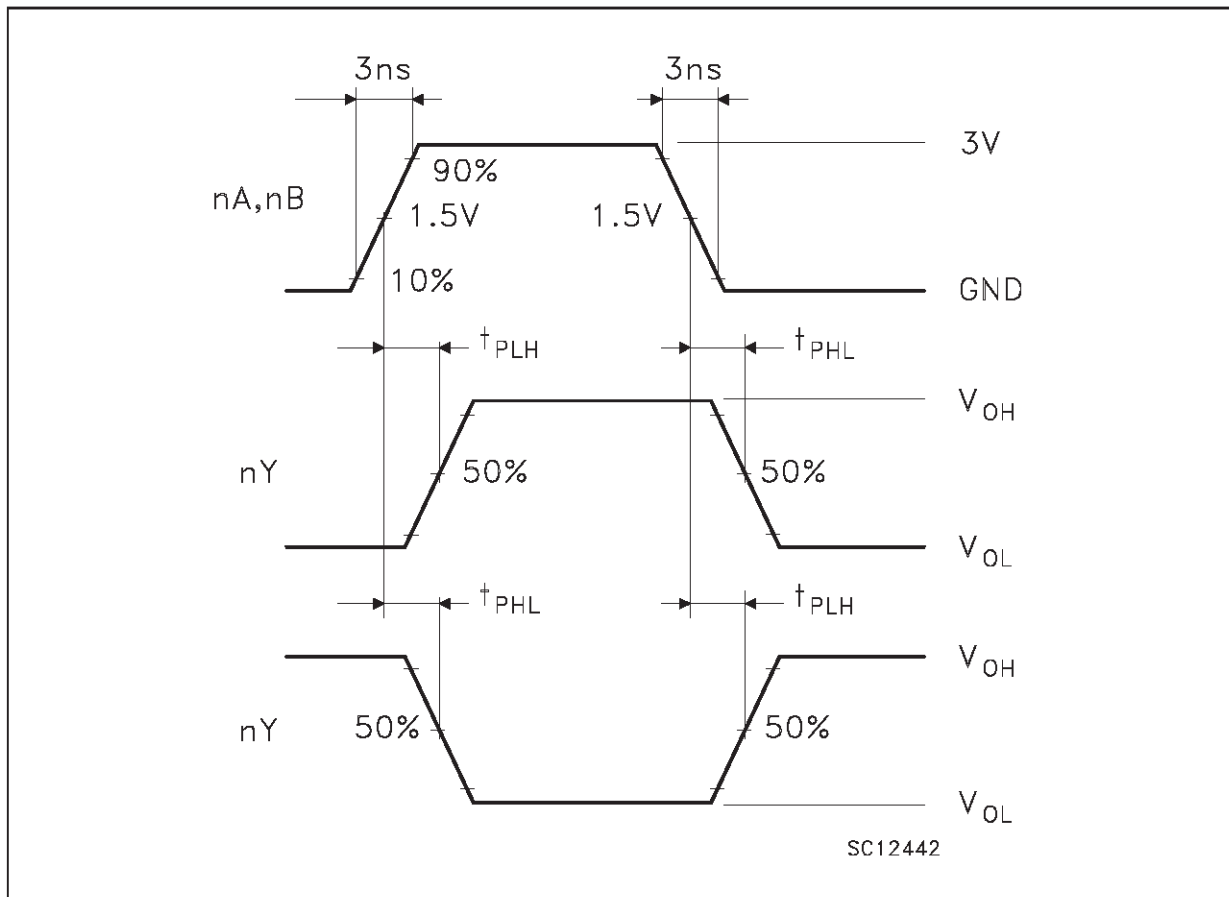 3ns 3ns
3V
90%
nA,nB 1.5V 1.5V
10%
GND
tPLH tPHL
VOH
nY 50% 50%
VOL
tPHL tPLH
VOH
nY 50% 50%
VOL
SC12442